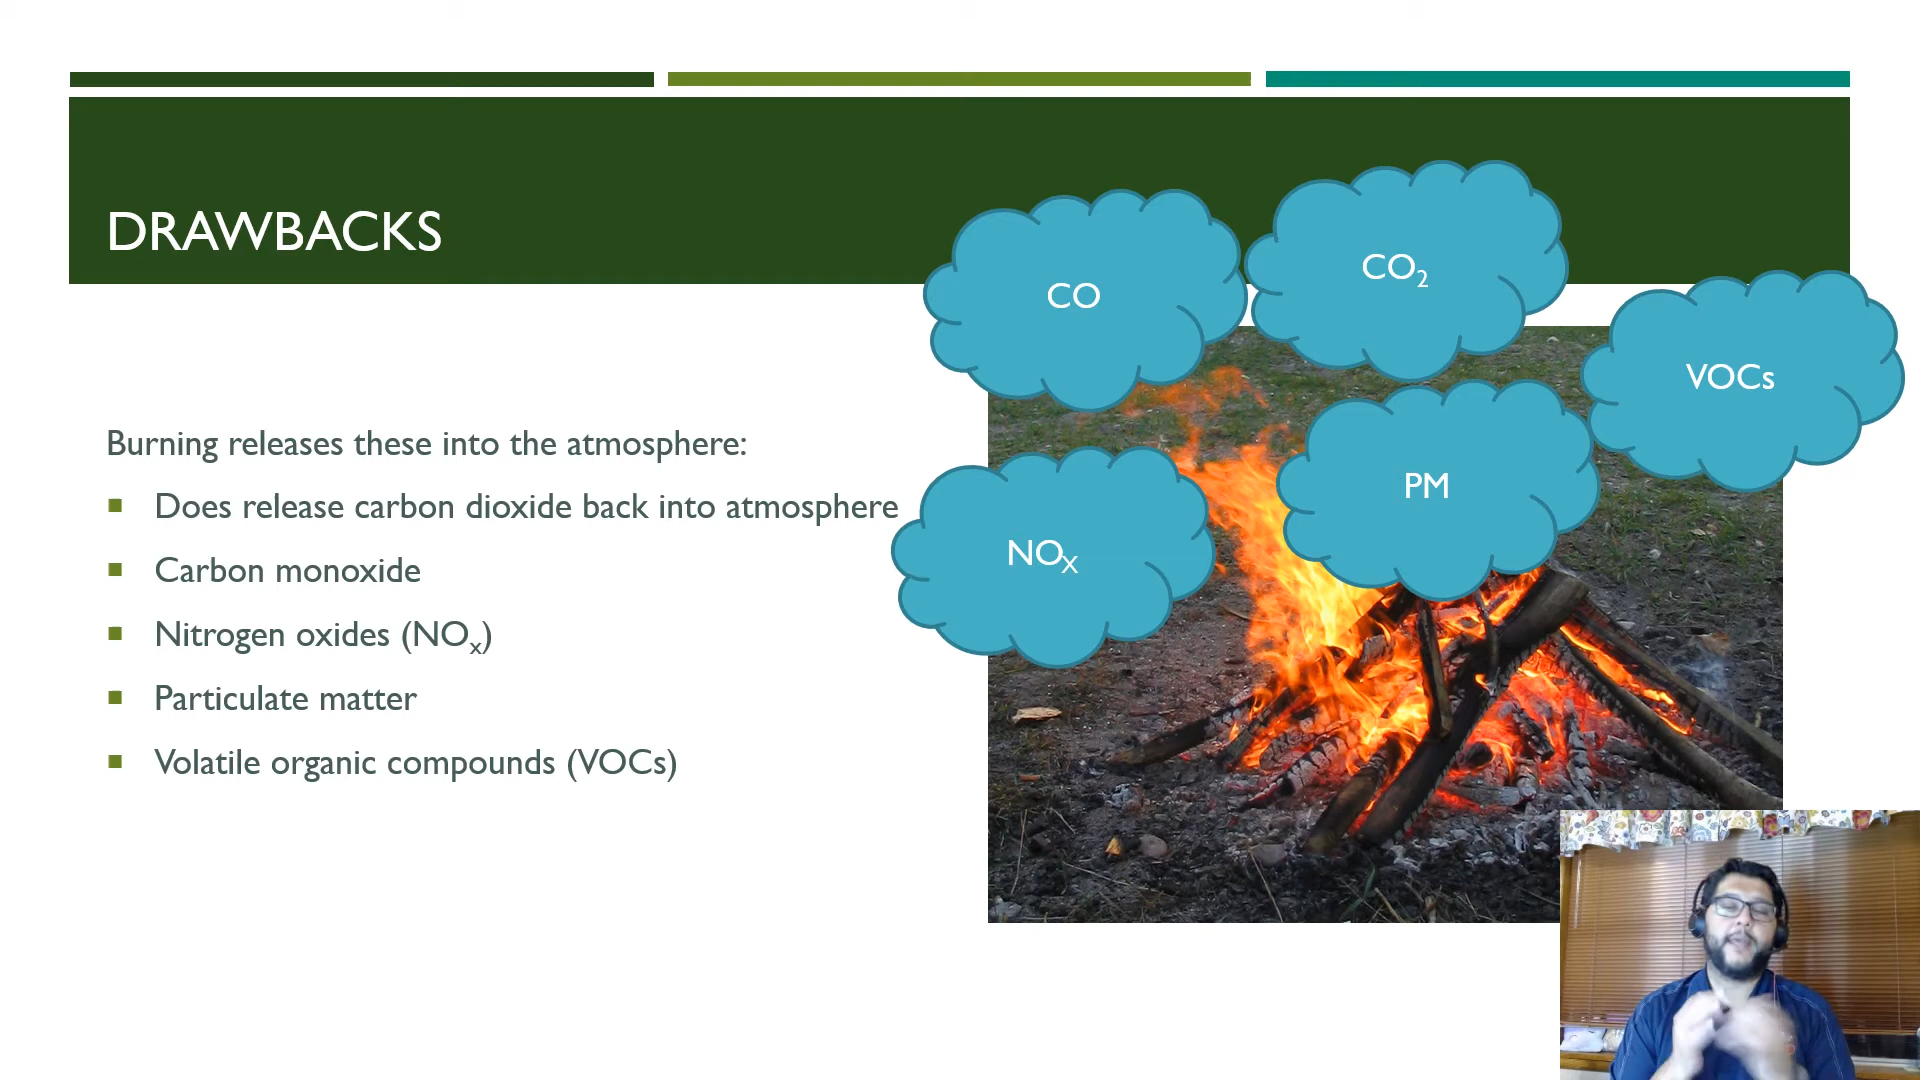 DRAWBACKS
Burning releases these into the atmosphere:
Does release carbon dioxide back into atmosphere
Carbon monoxide
Nitrogen oxides (NOx)
Particulate matter
Volatile organic compounds (VOCs)
CO
CO2
VOCs
PM
NOX